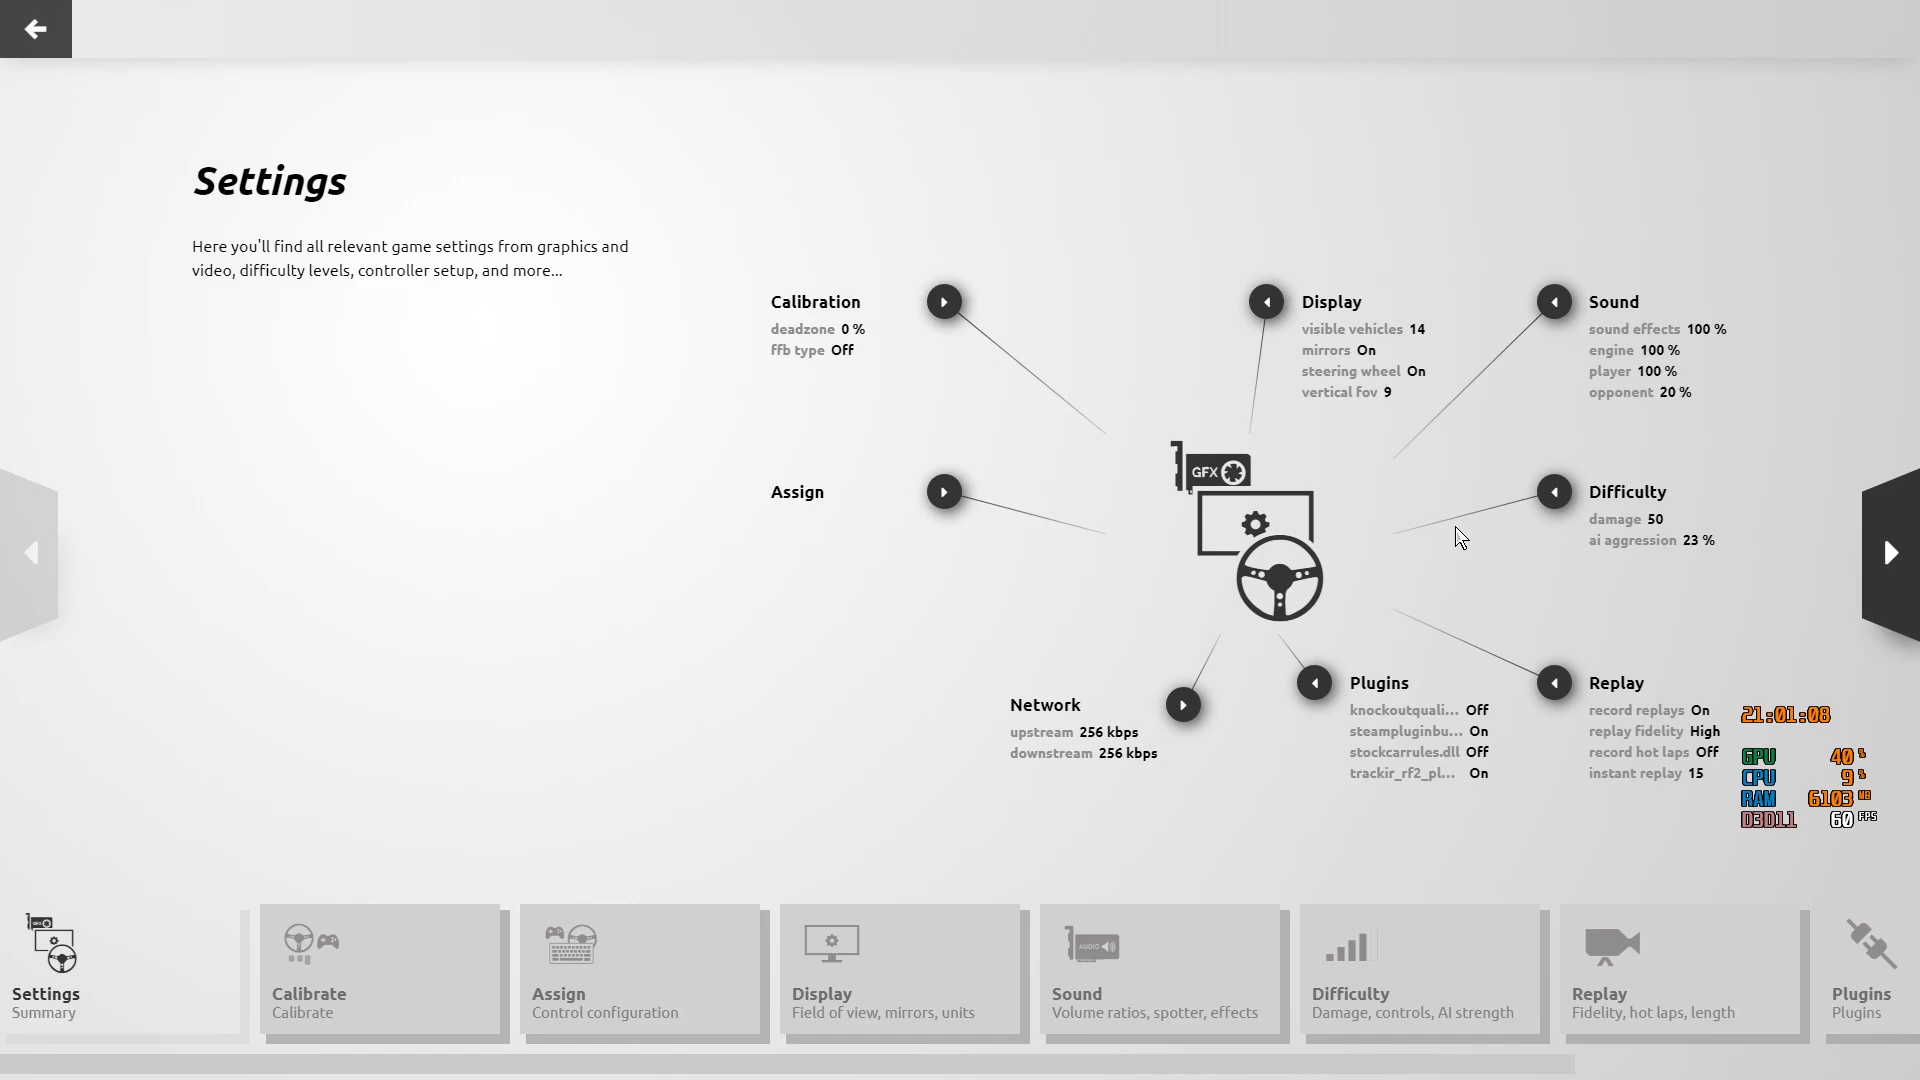 Settings
Here you'll find all relevant game settings from graphics and
video, difficulty levels, controller setup, and more...
Calibration
deadzone 0 %
ffb type Off
Display
visible vehicles 14
mirrors On
steering wheel On
vertical fov 9
Sound
sound effects 100 %
engine 100 %
player 100 %
opponent 20 %
GFX
Assign
Difficulty
damage 50
ai aggression 23 %
Network
upstream 256 kbps
downstream 256 kbps
Plugins
knockoutquali... Off
steampluginbu... On
stockcarrules.dll Off
trackir_rf2_pl... On
Replay
record replays On
replay fidelity High
record hot laps Off
instant replay 15
21:01:08
GPU 40 %
CPU 9 %
RAM 6103 MB
D3D11 60 FPS
GFX
Settings
Summary
Calibrate
Calibrate
Assign
Control configuration
Display
Field of view, mirrors, units
AUDIO
Sound
Volume ratios, spotter, effects
Difficulty
Damage, controls, AI strength
Replay
Fidelity, hot laps, length
Plugins
Plugins